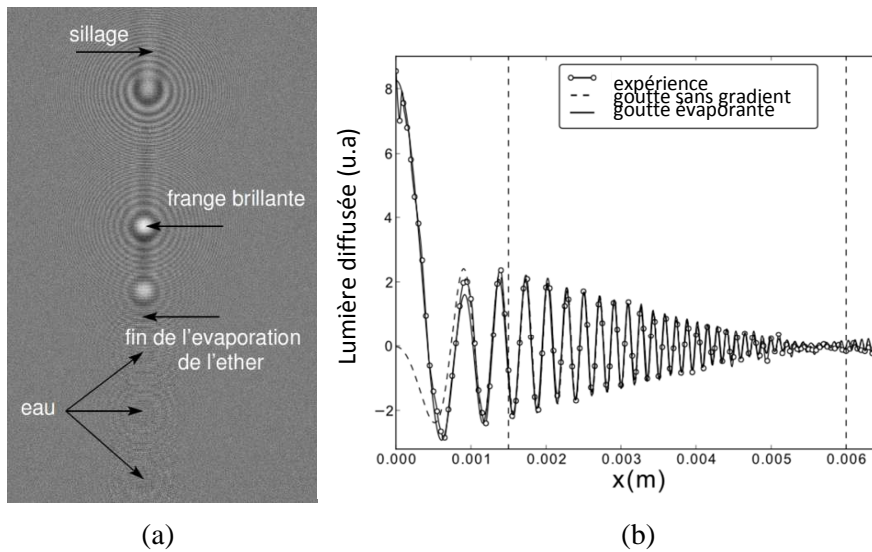 sillage
frange brillante
fin de l'evaporation
de l'ether
eau
(a)
Lumière diffusée (u.a)
8
6
4
2
0
−2
expérience
goutte sans gradient
goutte évaporante
0.000 0.001 0.002 0.003 0.004 0.005 0.006
x(m)
(b)